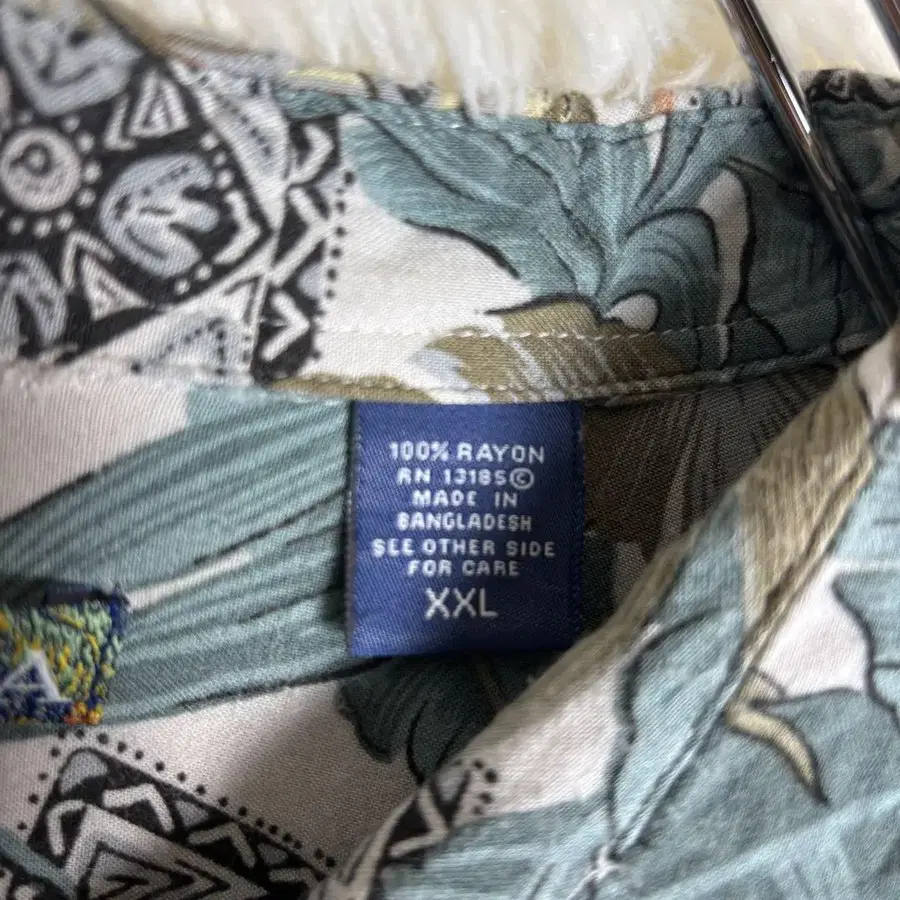 100% RAYON
RN 13185©
MADE IN
BANGLADESH
SEE OTHER SIDE
FOR CARE
XXL